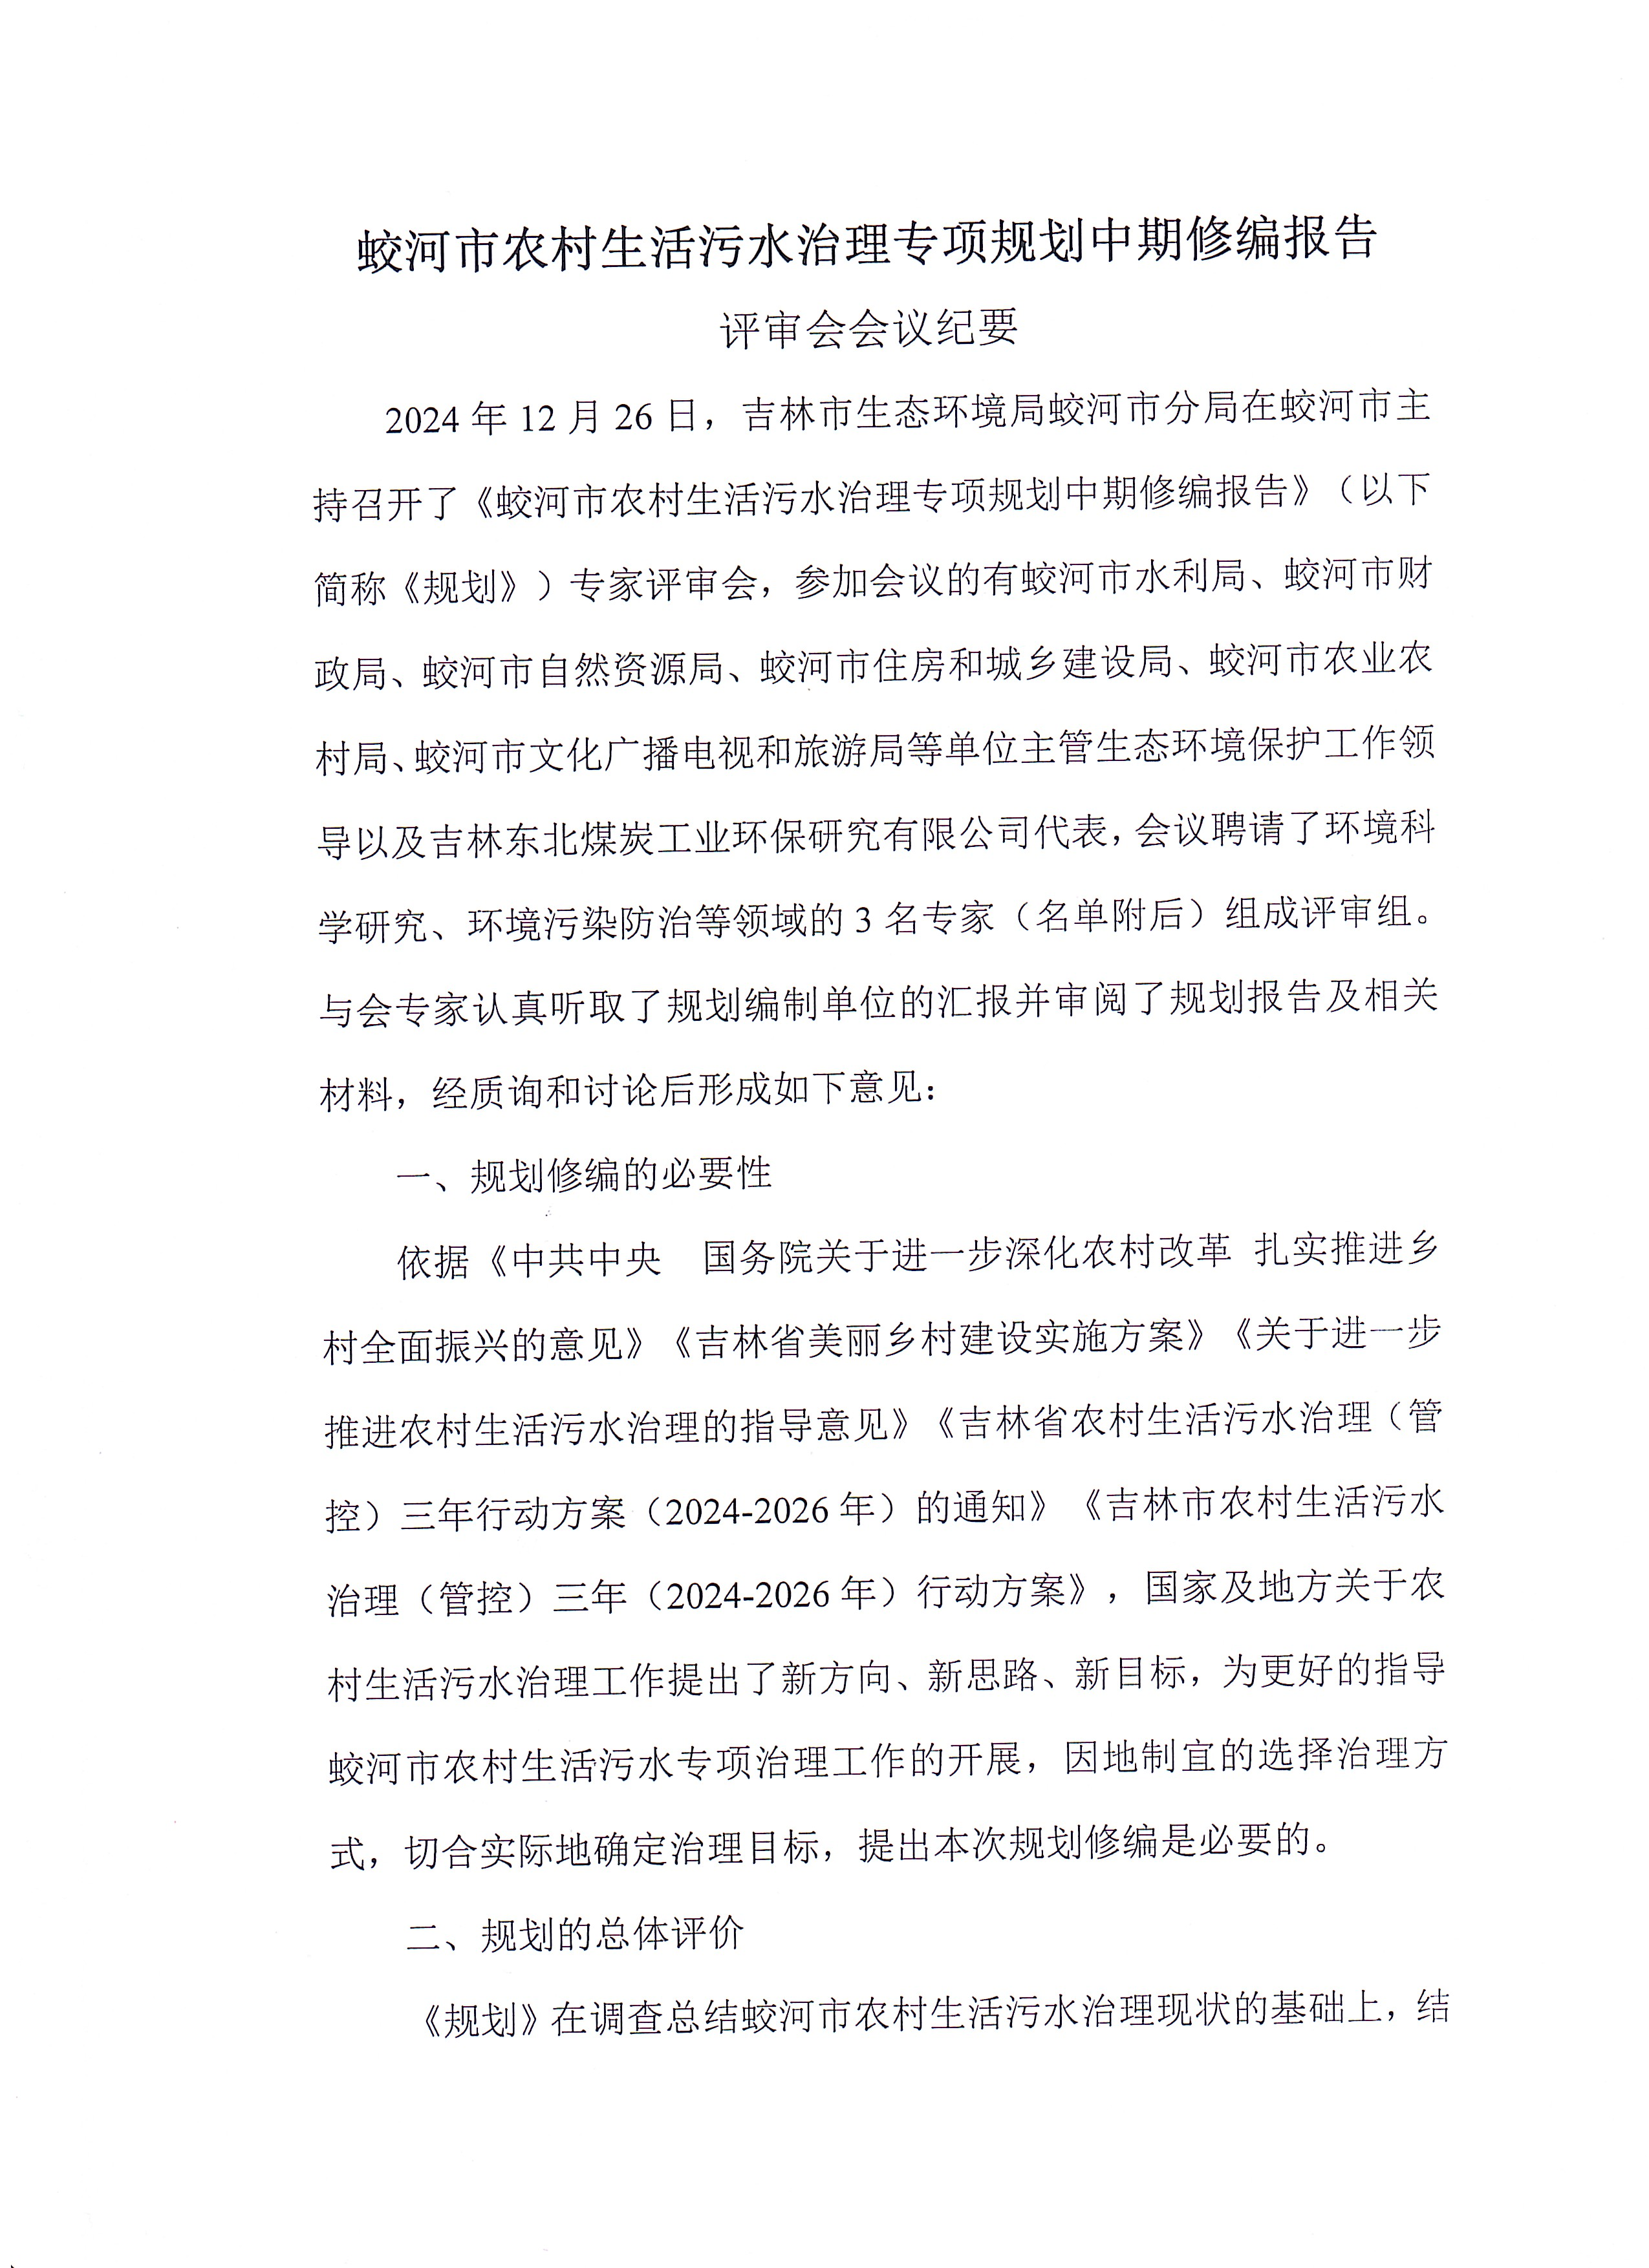 蛟河市农村生活污水治理专项规划中期修编报告
评审会会议纪要
2024 年 12 月 26 日，吉林市生态环境局蛟河市分局在蛟河市主
持召开了《蛟河市农村生活污水治理专项规划中期修编报告》（以下
简称《规划》）专家评审会，参加会议的有蛟河市水利局、蛟河市财
政局、蛟河市自然资源局、蛟河市住房和城乡建设局、蛟河市农业农
村局、蛟河市文化广播电视和旅游局等单位主管生态环境保护工作领
导以及吉林东北煤炭工业环保研究有限公司代表，会议聘请了环境科
学研究、环境污染防治等领域的 3 名专家（名单附后）组成评审组。
与会专家认真听取了规划编制单位的汇报并审阅了规划报告及相关
材料，经质询和讨论后形成如下意见：
一、规划修编的必要性
依据《中共中央　国务院关于进一步深化农村改革 扎实推进乡
村全面振兴的意见》《吉林省美丽乡村建设实施方案》《关于进一步
推进农村生活污水治理的指导意见》《吉林省农村生活污水治理（管
控）三年行动方案（2024-2026 年）的通知》《吉林市农村生活污水
治理（管控）三年（2024-2026 年）行动方案》，国家及地方关于农
村生活污水治理工作提出了新方向、新思路、新目标，为更好的指导
蛟河市农村生活污水专项治理工作的开展，因地制宜的选择治理方
式，切合实际地确定治理目标，提出本次规划修编是必要的。
二、规划的总体评价
《规划》在调查总结蛟河市农村生活污水治理现状的基础上，结